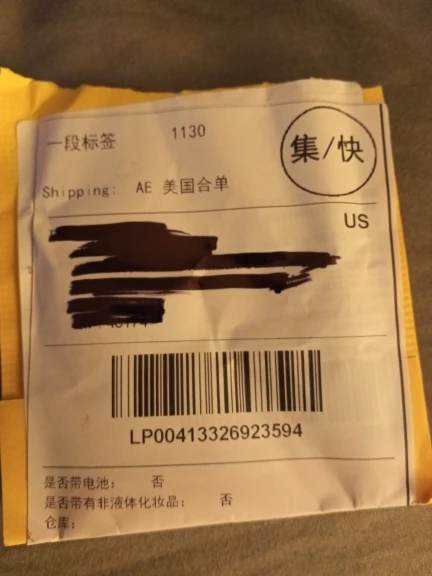 一段标签 1130
集/快
Shipping: AE 美国合单
US
LP00413326923594
是否带电池: 否
是否带有非液体化妆品: 否
仓库: